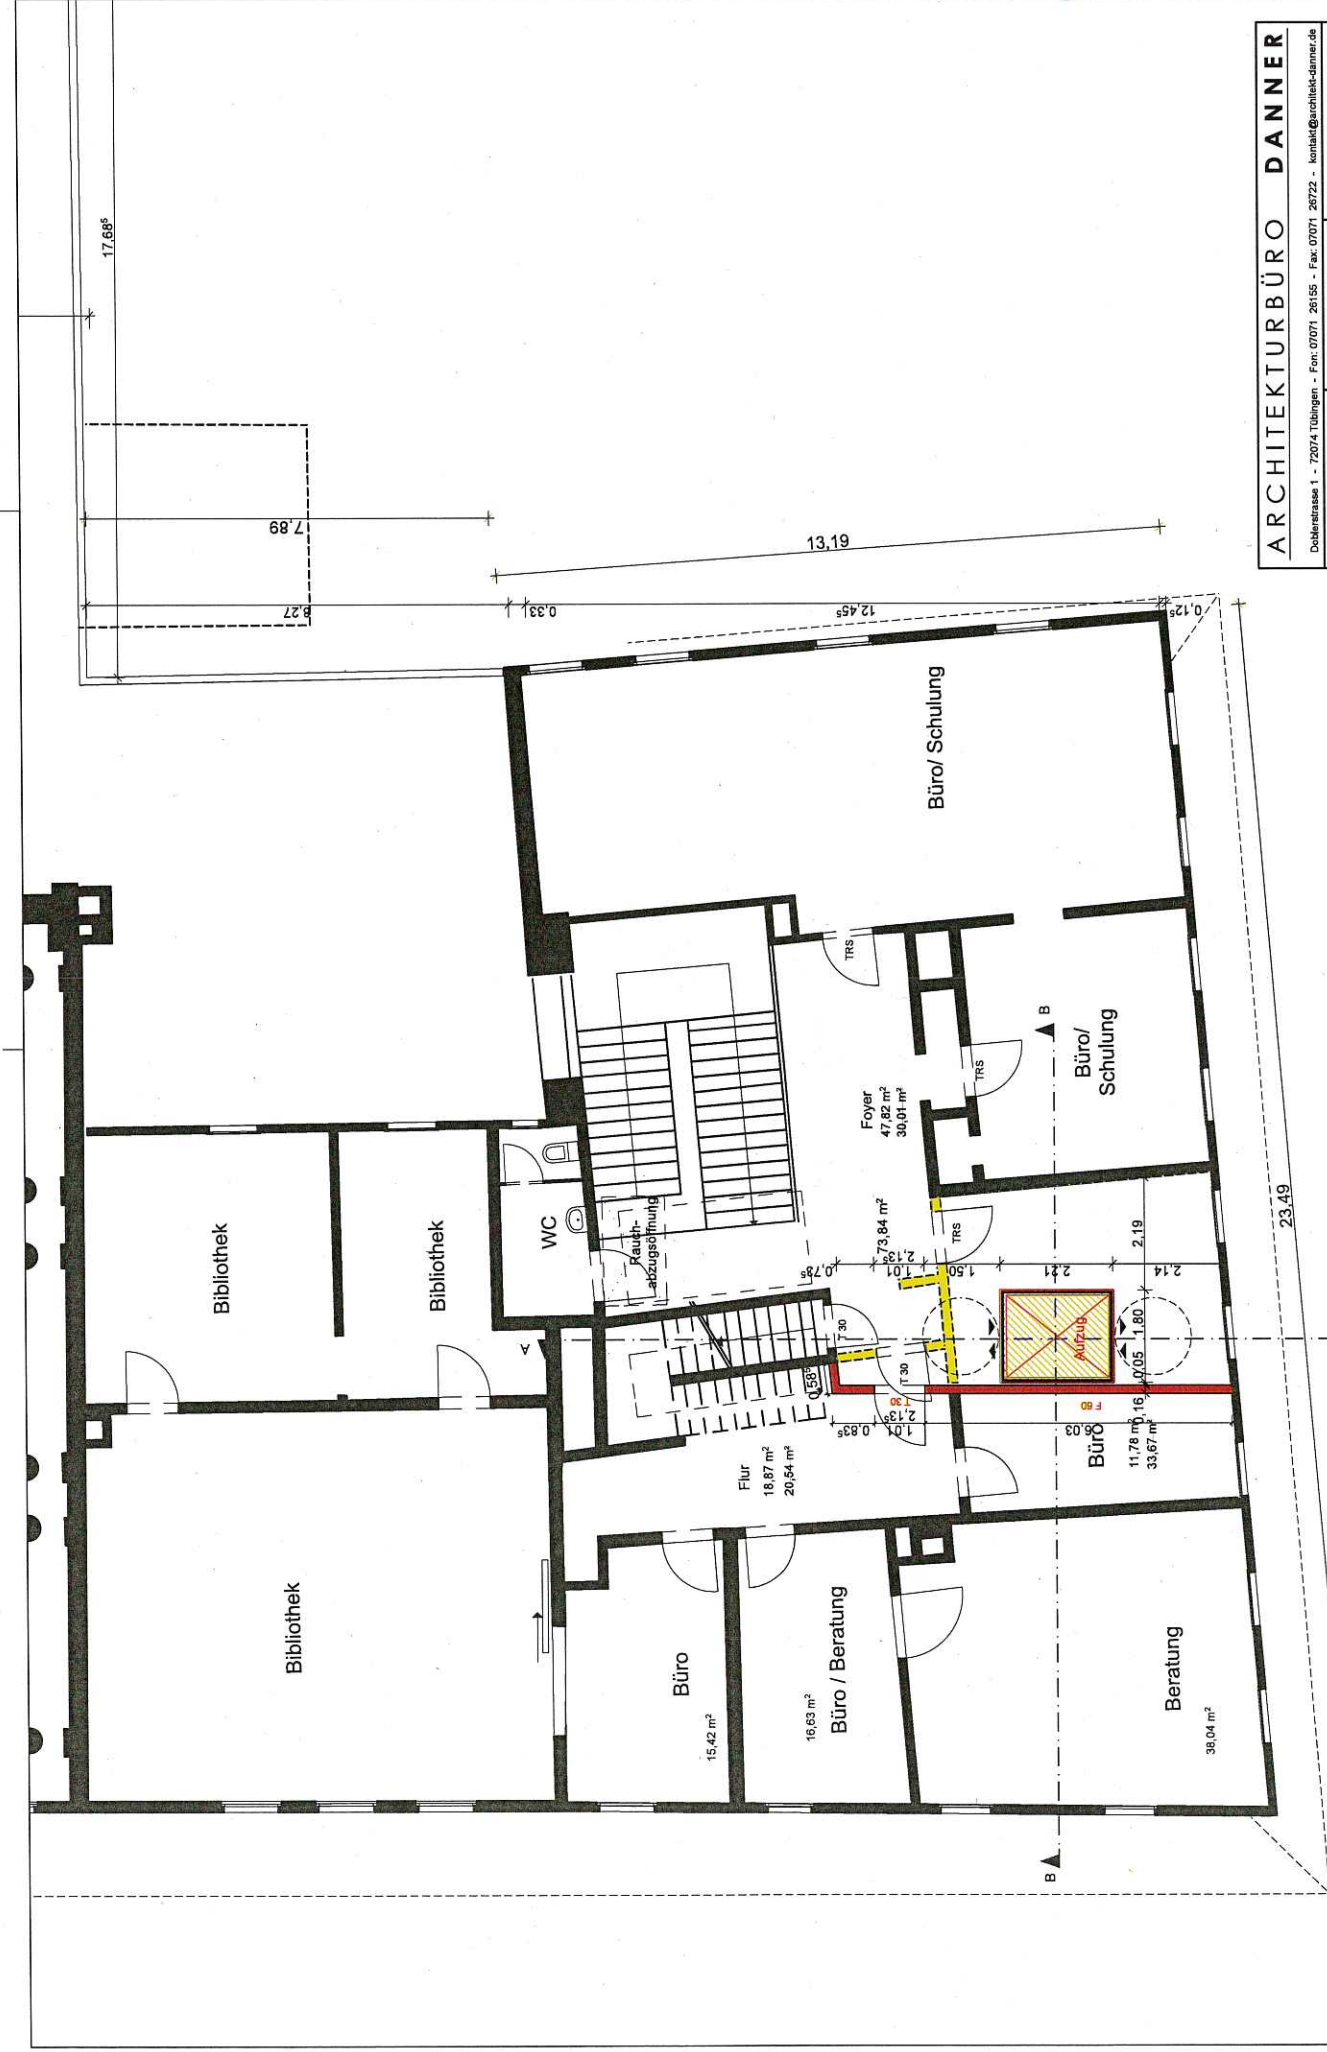 ARCHITEKTURBÜRO DANNER
Doblerstrasse 1 - 72074 Tübingen - Fon: 07071 26155 - Fax: 07071 26722 - kontakt@architekt-danner.de
17,68⁵
7,89
8,27
0,33
13,19
12,45⁵
0,12⁵
23,49
Bibliothek
Bibliothek
Bibliothek
WC
Rauch-
abzugsöffnung
A
Büro/ Schulung
TRS
Foyer
47,82 m²
30,01 m²
TRS
Büro/
Schulung
B
73,84 m²
TRS
0,73⁵
1,01
2,13⁵
1,50
2,21
2,14
2,19
1,80
0,05
0,16
Aufzug
T 30
T 30
T 30
F 60
0,58⁵
0,83⁵
1,01
2,13⁵
6,03
Flur
18,87 m²
20,54 m²
Büro
11,78 m²
33,67 m²
Büro
15,42 m²
Büro / Beratung
16,63 m²
Beratung
38,04 m²
B